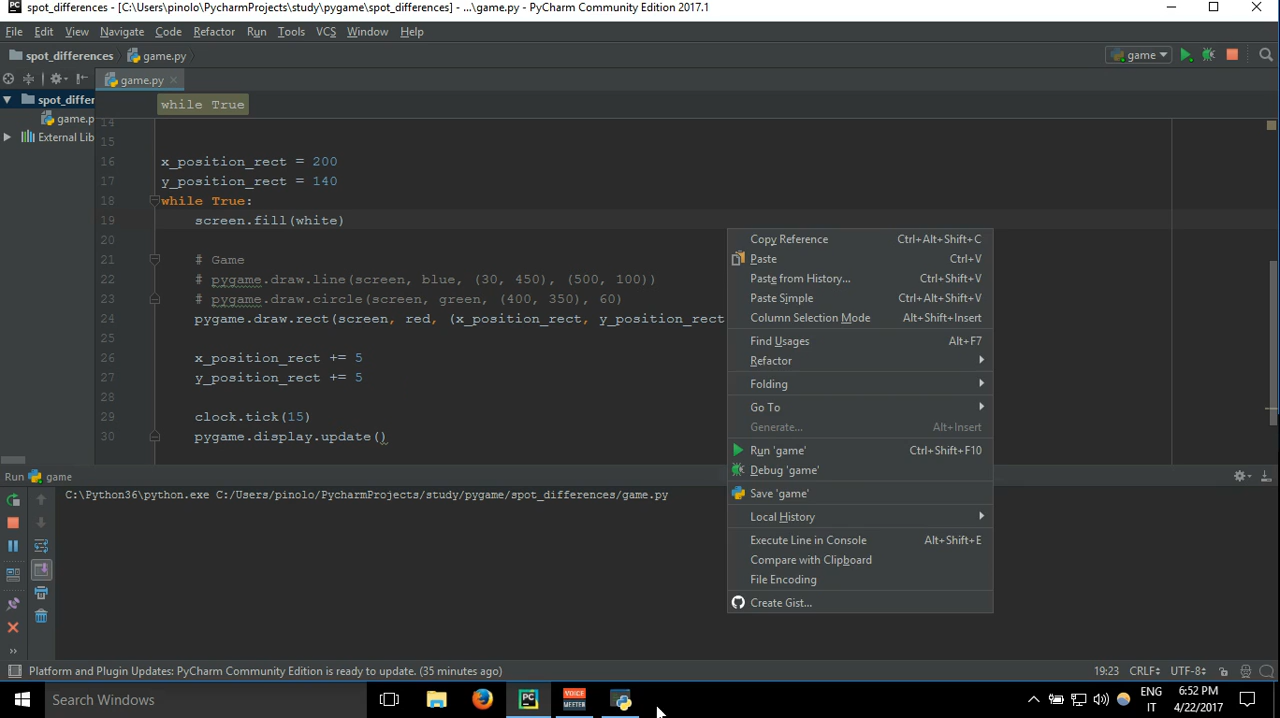 spot_differences - [C:\Users\pinolo\PycharmProjects\study\pygame\spot_differences] - ...\game.py - PyCharm Community Edition 2017.1
File Edit View Navigate Code Refactor Run Tools VCS Window Help
spot_differences game.py game
game.py
spot_differ
game.p
External Lib
while True
14
15
16 x_position_rect = 200
17 y_position_rect = 140
18 while True:
19 screen.fill(white)
20
21 # Game
22 # pygame.draw.line(screen, blue, (30, 450), (500, 100))
23 # pygame.draw.circle(screen, green, (400, 350), 60)
24 pygame.draw.rect(screen, red, (x_position_rect, y_position_rect
25
26 x_position_rect += 5
27 y_position_rect += 5
28
29 clock.tick(15)
30 pygame.display.update()
Copy Reference Ctrl+Alt+Shift+C
Paste Ctrl+V
Paste from History... Ctrl+Shift+V
Paste Simple Ctrl+Alt+Shift+V
Column Selection Mode Alt+Shift+Insert
Find Usages Alt+F7
Refactor
Folding
Go To
Generate... Alt+Insert
Run 'game' Ctrl+Shift+F10
Debug 'game'
Save 'game'
Local History
Execute Line in Console Alt+Shift+E
Compare with Clipboard
File Encoding
Create Gist...
Run game
C:\Python36\python.exe C:/Users/pinolo/PycharmProjects/study/pygame/spot_differences/game.py
Platform and Plugin Updates: PyCharm Community Edition is ready to update. (35 minutes ago) 19:23 CRLF UTF-8
Search Windows
PC
VOICE
MEETER
ENG
IT
6:52 PM
4/22/2017